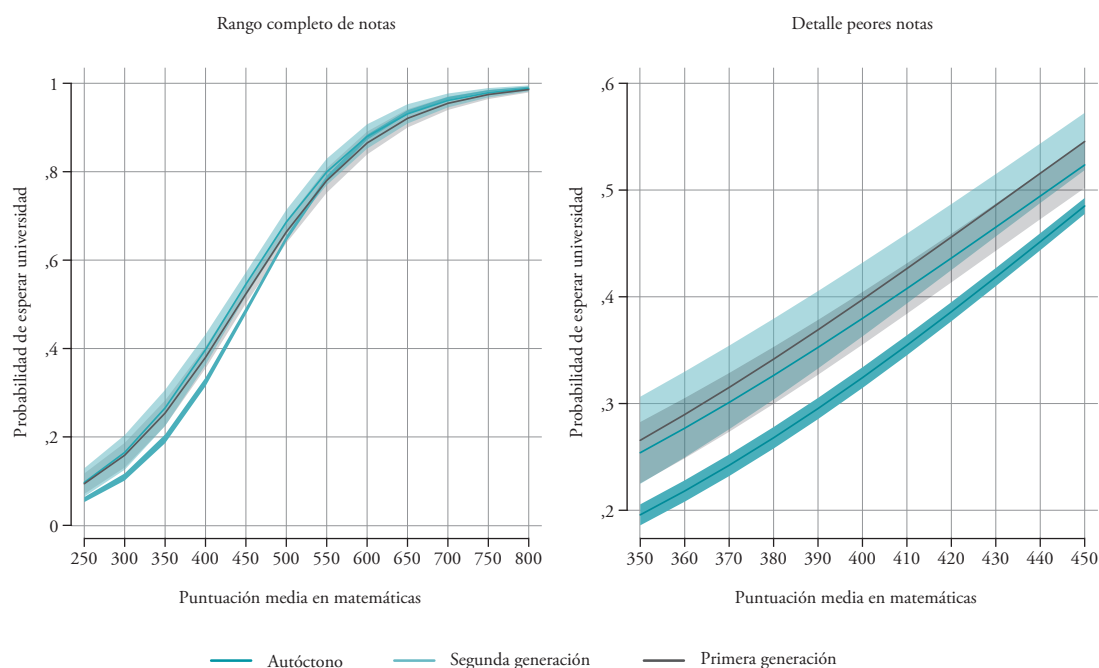 Rango completo de notas
Detalle peores notas
Probabilidad de esperar universidad
1
,8
,6
,4
,2
0
250 300 350 400 450 500 550 600 650 700 750 800
Puntuación media en matemáticas
Probabilidad de esperar universidad
,6
,5
,4
,3
,2
350 360 370 380 390 400 410 420 430 440 450
Puntuación media en matemáticas
Autóctono Segunda generación Primera generación